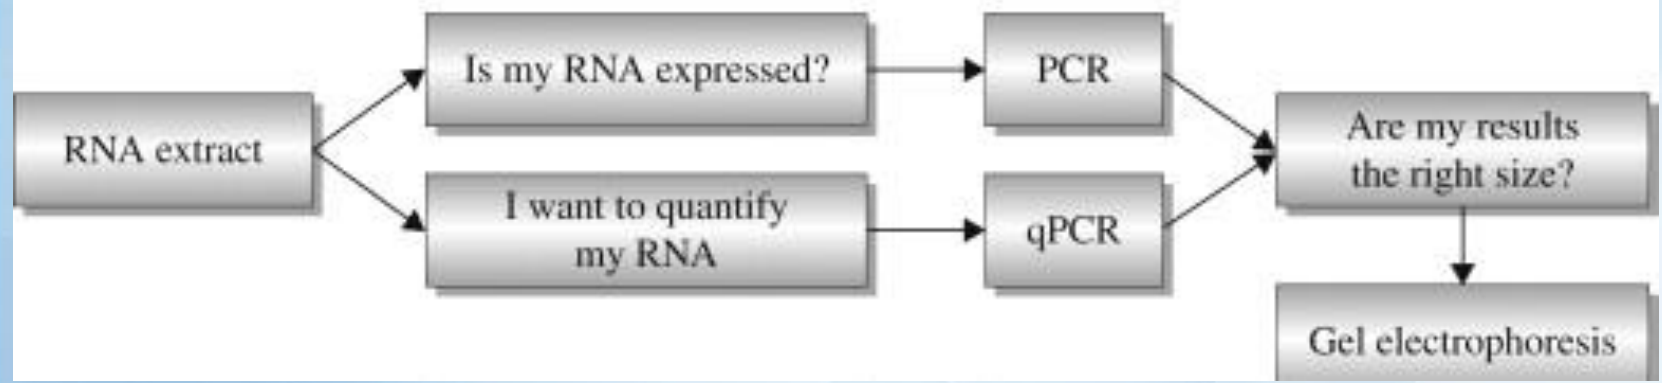 RNA extract
Is my RNA expressed?
PCR
I want to quantify
my RNA
qPCR
Are my results
the right size?
Gel electrophoresis